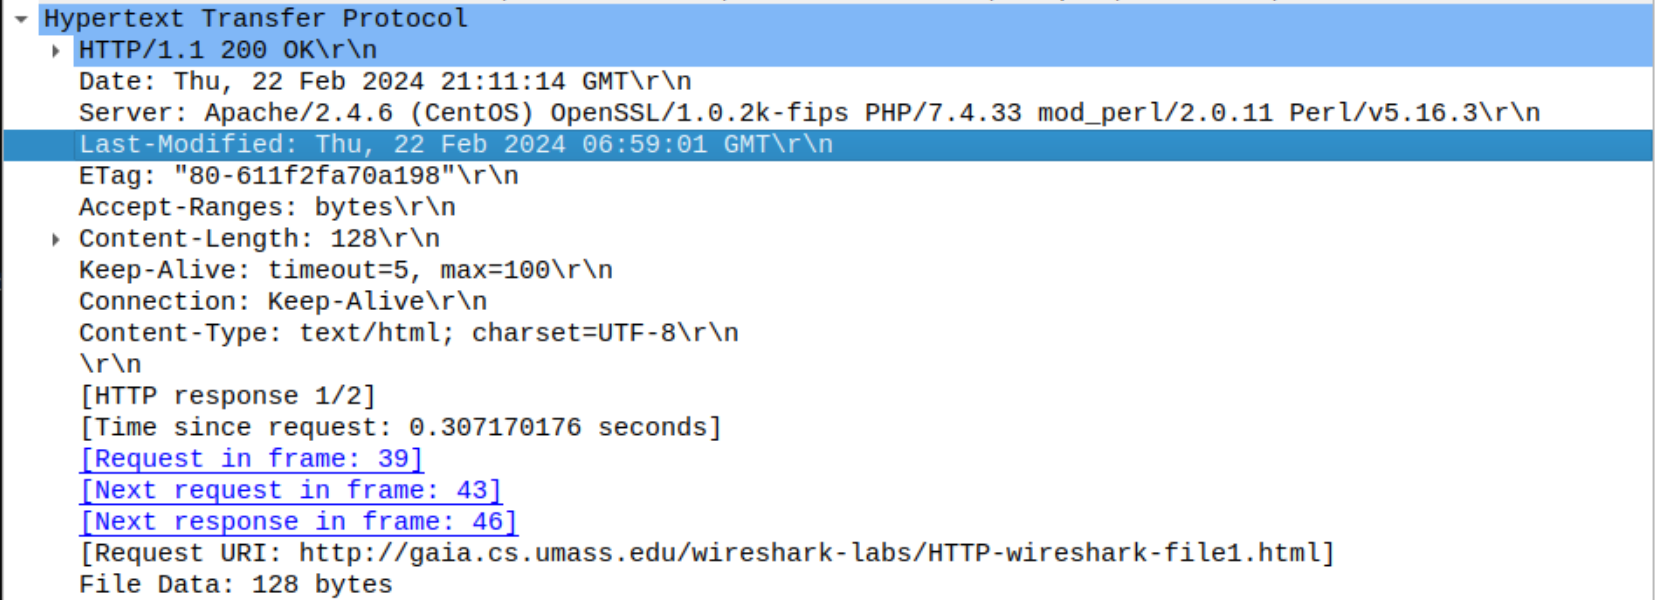 Hypertext Transfer Protocol
HTTP/1.1 200 OK\r\n
Date: Thu, 22 Feb 2024 21:11:14 GMT\r\n
Server: Apache/2.4.6 (CentOS) OpenSSL/1.0.2k-fips PHP/7.4.33 mod_perl/2.0.11 Perl/v5.16.3\r\n
Last-Modified: Thu, 22 Feb 2024 06:59:01 GMT\r\n
ETag: "80-611f2fa70a198"\r\n
Accept-Ranges: bytes\r\n
Content-Length: 128\r\n
Keep-Alive: timeout=5, max=100\r\n
Connection: Keep-Alive\r\n
Content-Type: text/html; charset=UTF-8\r\n
\r\n
[HTTP response 1/2]
[Time since request: 0.307170176 seconds]
[Request in frame: 39]
[Next request in frame: 43]
[Next response in frame: 46]
[Request URI: http://gaia.cs.umass.edu/wireshark-labs/HTTP-wireshark-file1.html]
File Data: 128 bytes